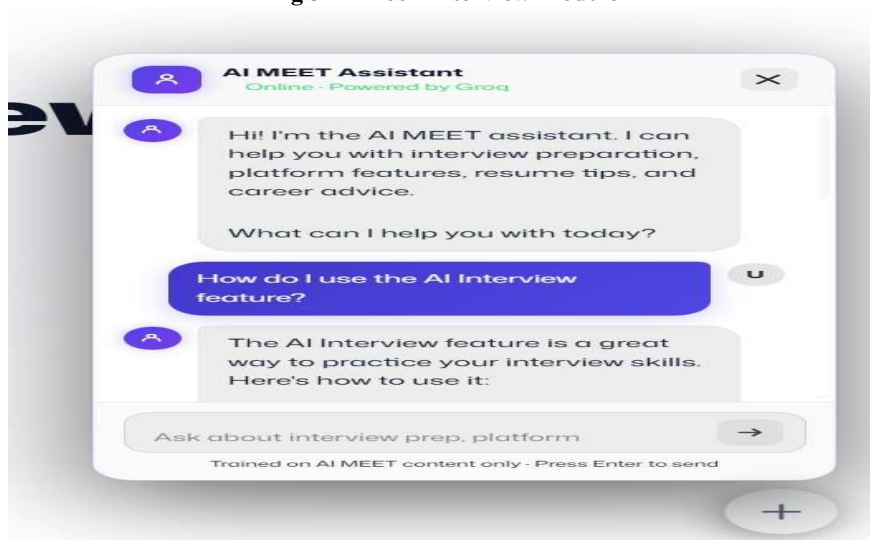 AI MEET Assistant
Online · Powered by Groq
Hi! I'm the AI MEET assistant. I can
help you with interview preparation,
platform features, resume tips, and
career advice.
What can I help you with today?
How do I use the AI Interview
feature?
U
The AI Interview feature is a great
way to practice your interview skills.
Here's how to use it:
Ask about interview prep, platform
Trained on AI MEET content only · Press Enter to send